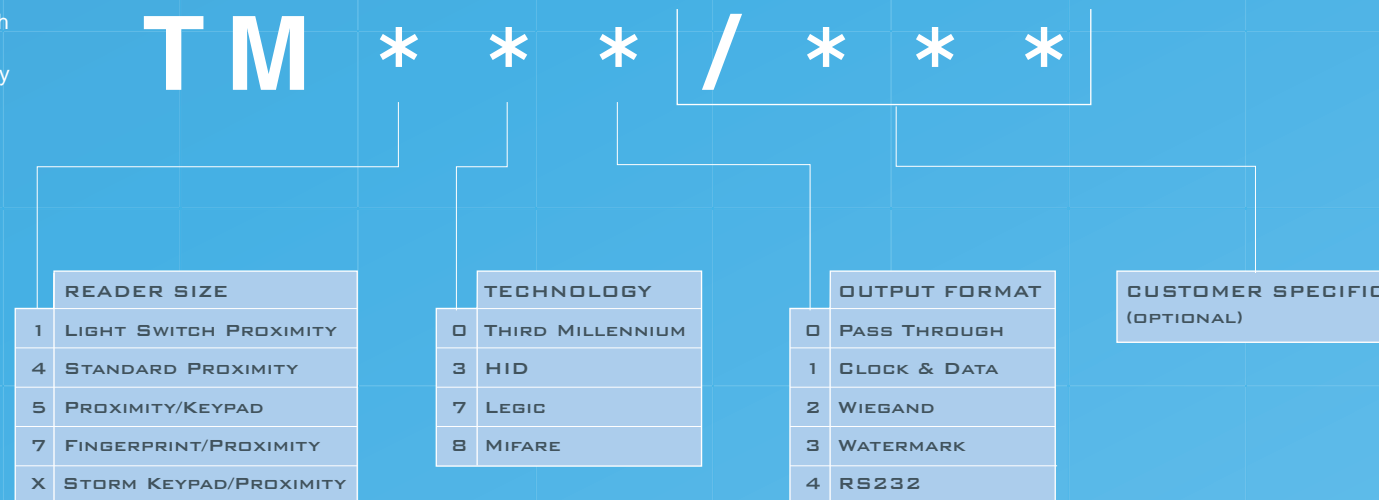 h
y
TM * * * / * * *
READER SIZE
1 LIGHT SWITCH PROXIMITY
4 STANDARD PROXIMITY
5 PROXIMITY/KEYPAD
7 FINGERPRINT/PROXIMITY
X STORM KEYPAD/PROXIMITY
TECHNOLOGY
0 THIRD MILLENNIUM
3 HID
7 LEGIC
8 MIFARE
OUTPUT FORMAT
0 PASS THROUGH
1 CLOCK & DATA
2 WIEGAND
3 WATERMARK
4 RS232
CUSTOMER SPECIFIC
(OPTIONAL)